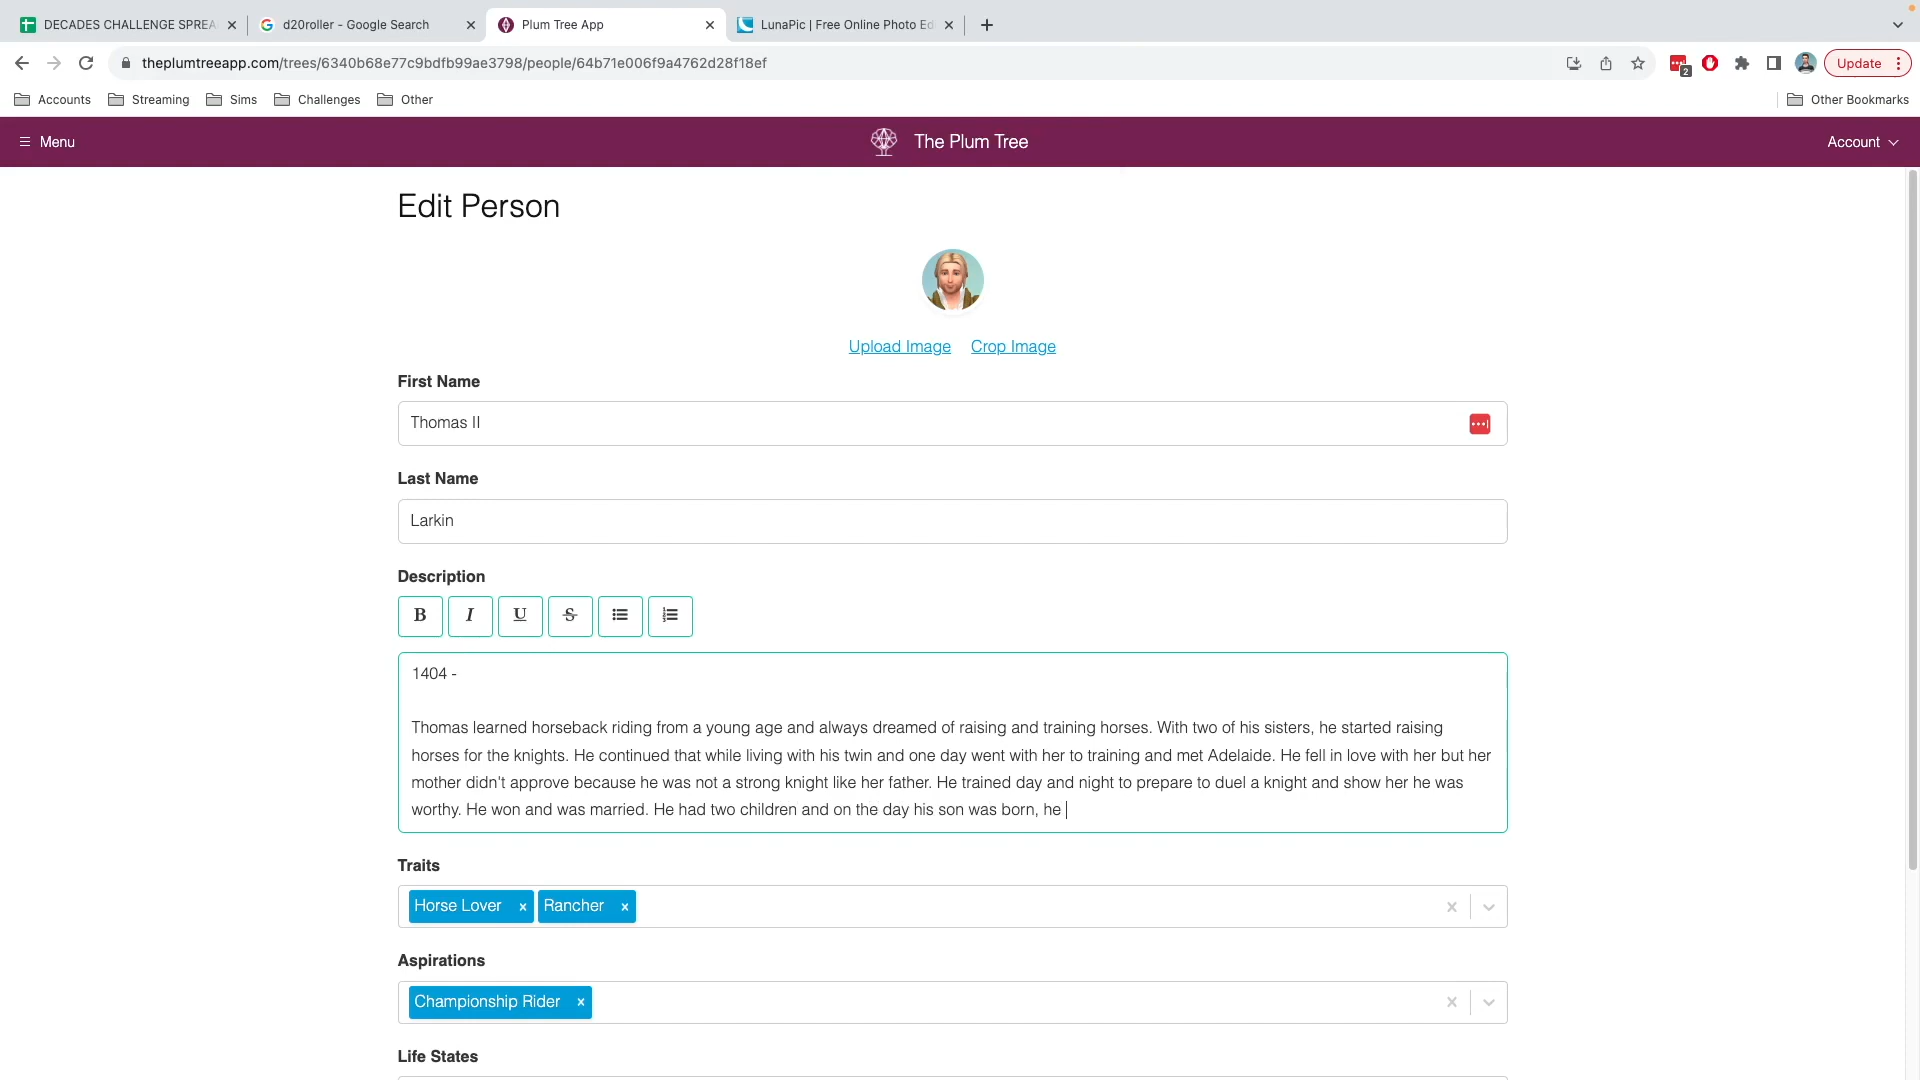 DECADES CHALLENGE SPREA
d20roller - Google Search
Plum Tree App
LunaPic | Free Online Photo Ed
theplumtreeapp.com/trees/6340b68e77c9bdfb99ae3798/people/64b71e006f9a4762d28f18ef
2
Update
Accounts
Streaming
Sims
Challenges
Other
Other Bookmarks
Menu
The Plum Tree
Account
Edit Person
Upload Image
Crop Image
First Name
Thomas II
Last Name
Larkin
Description
B I U S
1404 -
Thomas learned horseback riding from a young age and always dreamed of raising and training horses. With two of his sisters, he started raising
horses for the knights. He continued that while living with his twin and one day went with her to training and met Adelaide. He fell in love with her but her
mother didn't approve because he was not a strong knight like her father. He trained day and night to prepare to duel a knight and show her he was
worthy. He won and was married. He had two children and on the day his son was born, he
Traits
Horse Lover x Rancher x
Aspirations
Championship Rider x
Life States